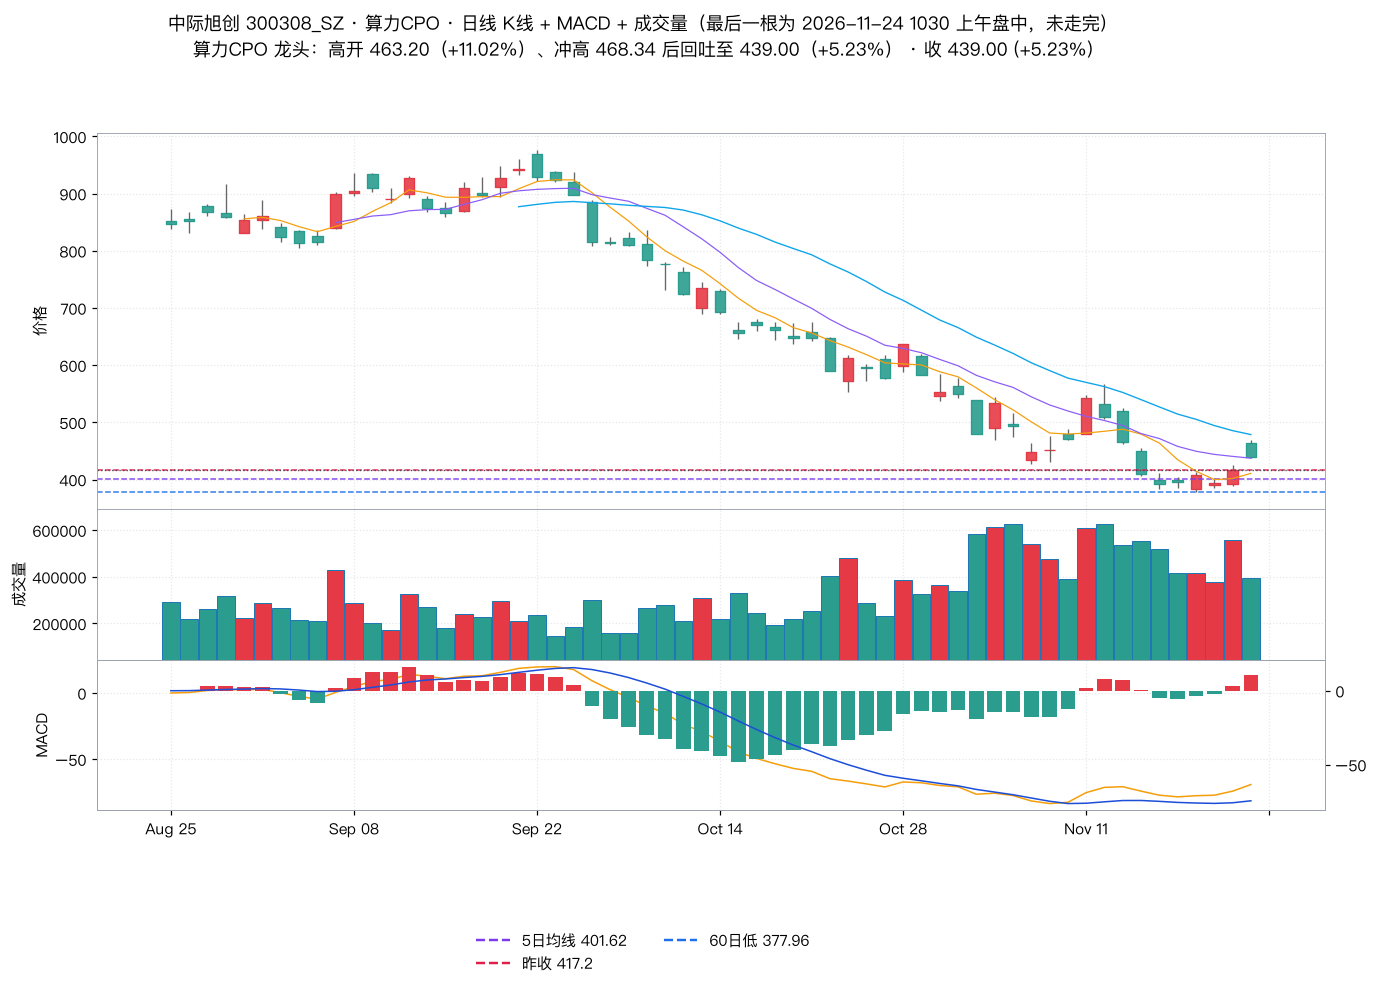 中际旭创 300308_SZ · 算力CPO · 日线 K线 + MACD + 成交量（最后一根为 2026-11-24 1030 上午盘中，未走完）
算力CPO 龙头：高开 463.20（+11.02%）、冲高 468.34 后回吐至 439.00（+5.23%） · 收 439.00 (+5.23%)
1000
900
800
700
600
500
400
价格
600000
400000
200000
成交量
0
−50
MACD
0
−50
Aug 25
Sep 08
Sep 22
Oct 14
Oct 28
Nov 11
5日均线 401.62
60日低 377.96
昨收 417.2